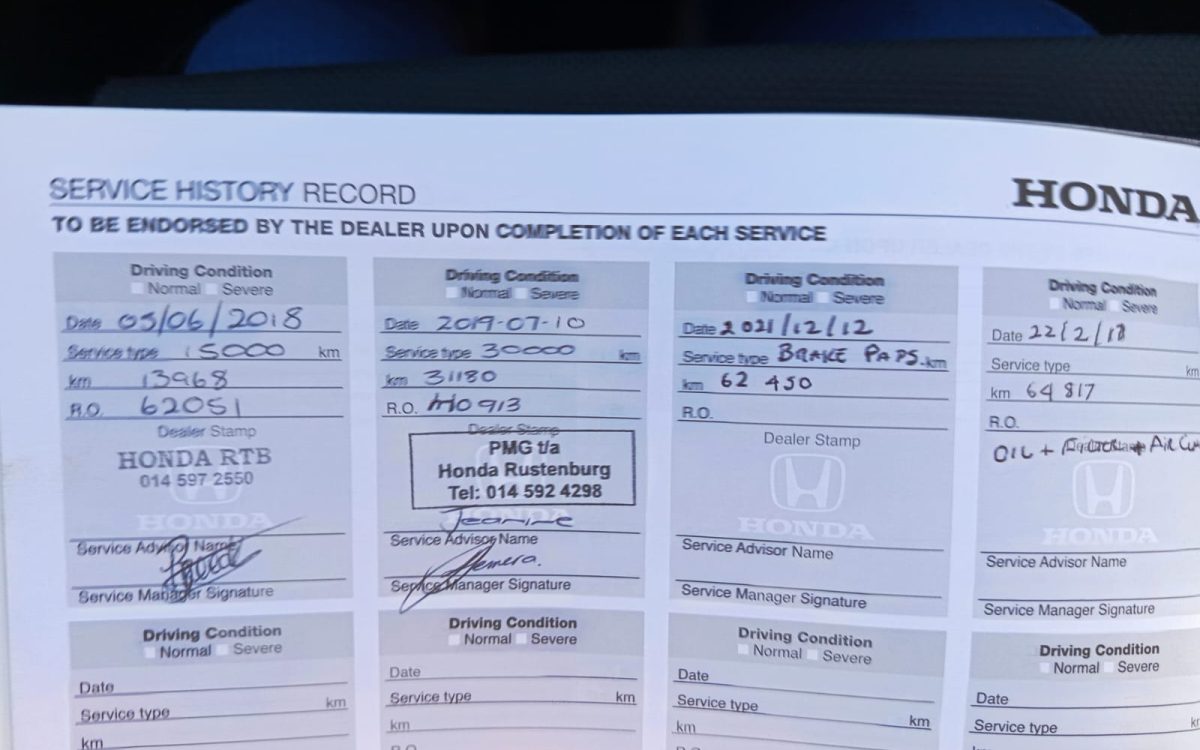 SERVICE HISTORY RECORD
HONDA
TO BE ENDORSED BY THE DEALER UPON COMPLETION OF EACH SERVICE
Driving Condition
Normal Severe
Date 05/06/2018
Service type 15000 km
km 13968
R.O. 62051
Dealer Stamp
HONDA RTB
014 597 2550
HONDA
Service Advisor Name
Service Manager Signature
Driving Condition
Normal Severe
Date 2019-07-10
Service type 30000 km
km 31180
R.O. 913
Dealer Stamp
PMG t/a
Honda Rustenburg
Tel: 014 592 4298
HONDA
Jeanine
Service Advisor Name
Service Manager Signature
Driving Condition
Normal Severe
Date 2021/12/12
Service type BRAKE PADS. km
km 62 450
R.O.
Dealer Stamp
HONDA
Service Advisor Name
Service Manager Signature
Driving Condition
Normal Severe
Date 22/2/18
Service type km
km 64 817
R.O.
OIL + AIR
HONDA
Service Advisor Name
Service Manager Signature
Driving Condition
Normal Severe
Date
Service type km
km
Driving Condition
Normal Severe
Date
Service type km
km
R.O.
Driving Condition
Normal Severe
Date
Service type km
km
R.O.
Driving Condition
Normal Severe
Date
Service type